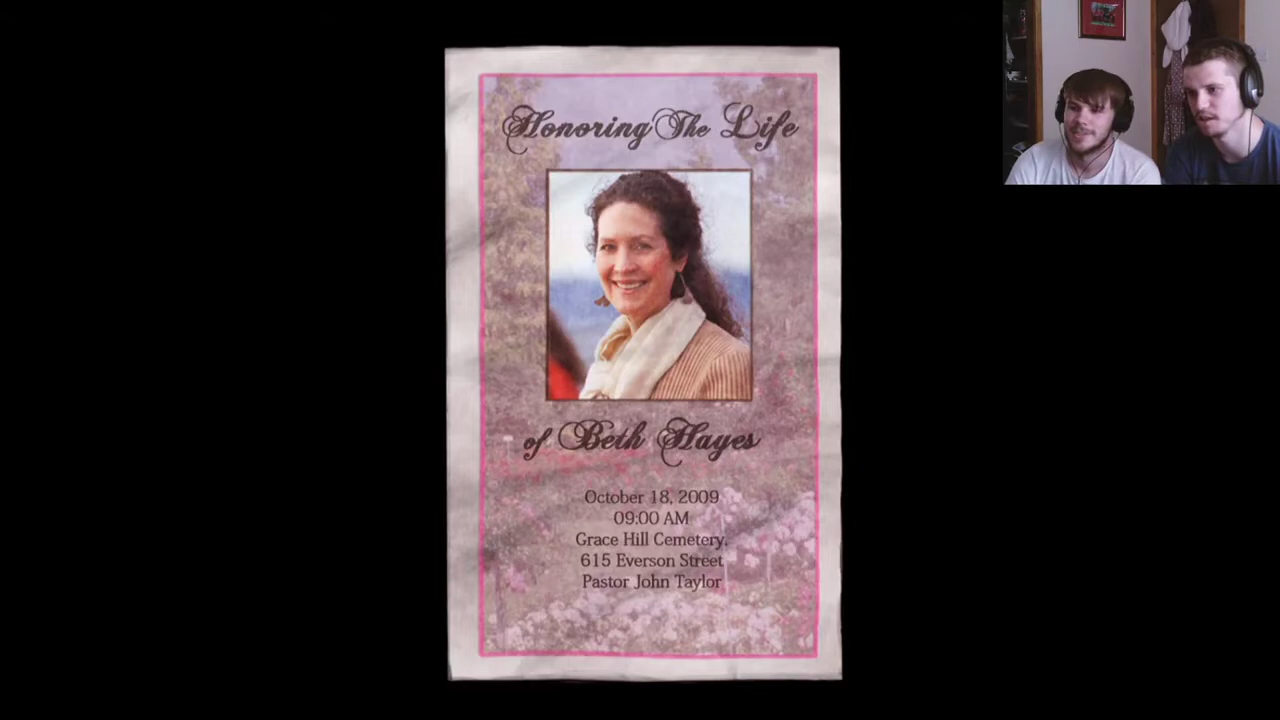 Honoring The Life
of Beth Hayes
October 18, 2009
09:00 AM
Grace Hill Cemetery,
615 Everson Street
Pastor John Taylor